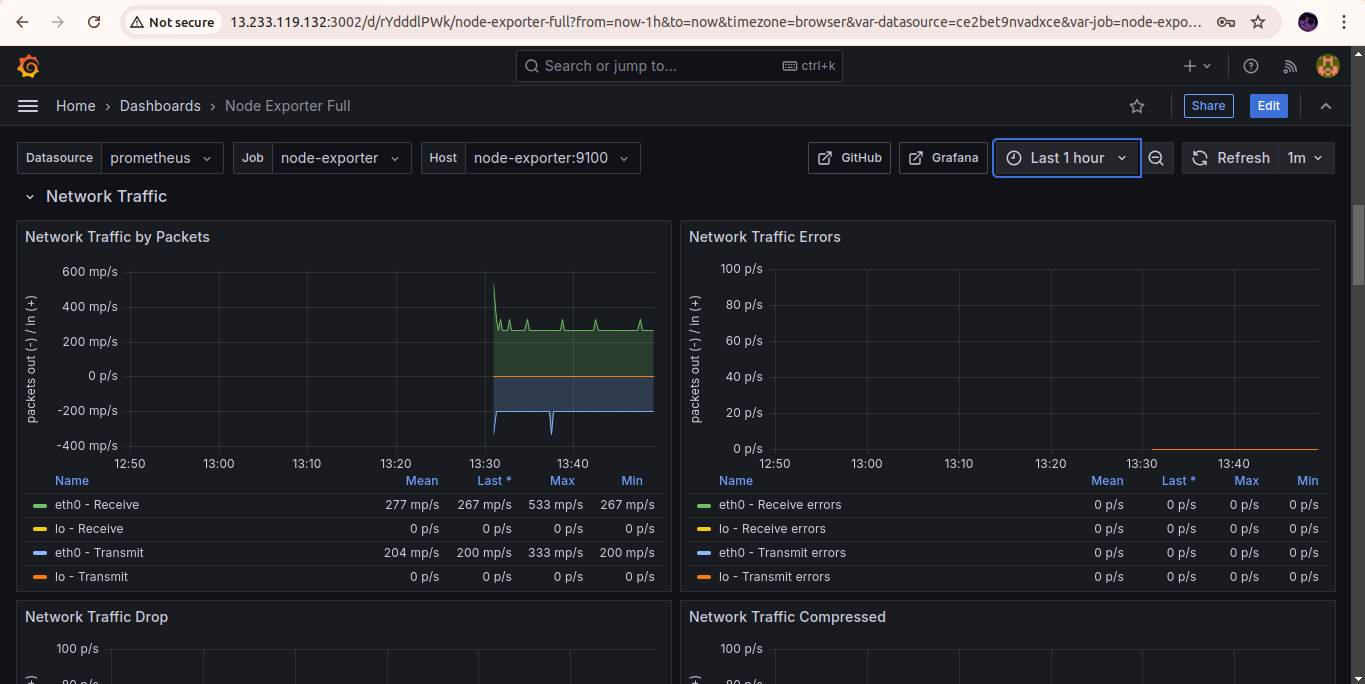 Not secure 13.233.119.132:3002/d/rYdddlPWk/node-exporter-full?from=now-1h&to=now&timezone=browser&var-datasource=ce2bet9nvadxce&var-job=node-expo...
Search or jump to... ctrl+k
Home › Dashboards › Node Exporter Full Share Edit
Datasource prometheus Job node-exporter Host node-exporter:9100 GitHub Grafana Last 1 hour Refresh 1m
Network Traffic
Network Traffic by Packets
packets out (-) / in (+)
600 mp/s
400 mp/s
200 mp/s
0 p/s
-200 mp/s
-400 mp/s
12:50 13:00 13:10 13:20 13:30 13:40
Name Mean Last * Max Min
eth0 - Receive 277 mp/s 267 mp/s 533 mp/s 267 mp/s
lo - Receive 0 p/s 0 p/s 0 p/s 0 p/s
eth0 - Transmit 204 mp/s 200 mp/s 333 mp/s 200 mp/s
lo - Transmit 0 p/s 0 p/s 0 p/s 0 p/s
Network Traffic Errors
packets out (-) / in (+)
100 p/s
80 p/s
60 p/s
40 p/s
20 p/s
0 p/s
12:50 13:00 13:10 13:20 13:30 13:40
Name Mean Last * Max Min
eth0 - Receive errors 0 p/s 0 p/s 0 p/s 0 p/s
lo - Receive errors 0 p/s 0 p/s 0 p/s 0 p/s
eth0 - Transmit errors 0 p/s 0 p/s 0 p/s 0 p/s
lo - Transmit errors 0 p/s 0 p/s 0 p/s 0 p/s
Network Traffic Drop
100 p/s
80 p/s
Network Traffic Compressed
100 p/s
80 p/s